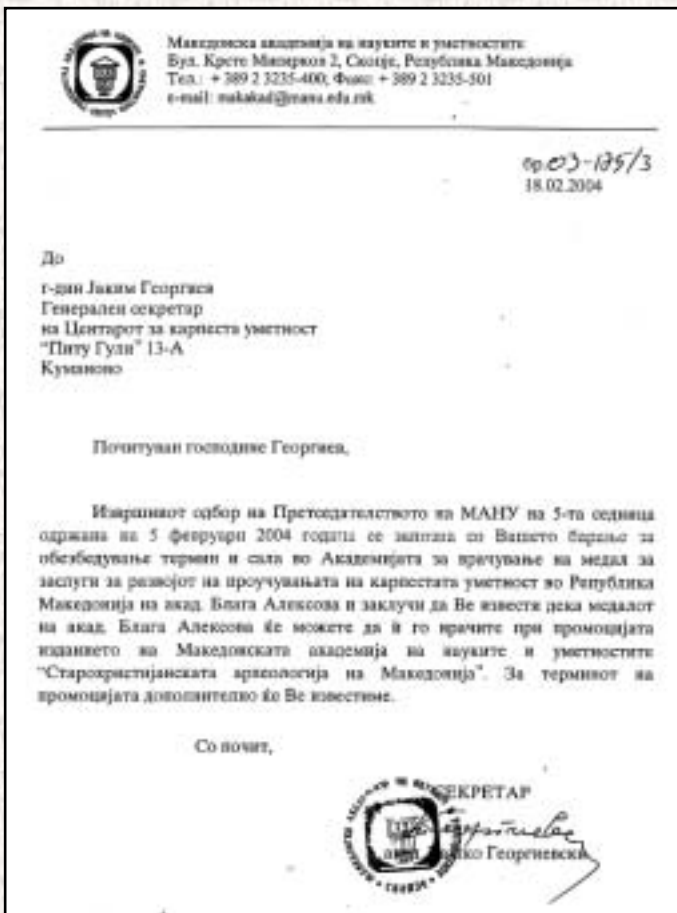 Македонска академија на науките и уметностите
Бул. Крсте Мисирков 2, Скопје, Република Македонија
Тел.: + 389 2 3235-400, Факс: + 389 2 3235-501
e-mail: makakad@manu.edu.mk
бр. 03-185/3
18.02.2004
До
г-дин Јаким Георгиев
Генерален секретар
на Центарот за карпеста уметност
"Питу Гули" 13-А
Куманово
Почитуван господине Георгиев,
Извршниот одбор на Претседателството на МАНУ на 5-та седница
одржана на 5 февруари 2004 година се запозна со Вашето барање за
обезбедување термин и сала во Академијата за врачување на медал за
заслуги за развојот на проучувањата на карпестата уметност во Република
Македонија на акад. Блага Алексова и заклучи да Ве извести дека медалот
на акад. Блага Алексова ќе можете да ѝ го врачите при промоцијата
изданието на Македонската академија на науките и уметностите
"Старохристијанската археологија на Македонија". За терминот на
промоцијата дополнително ќе Ве известиме.
Со почит,
СЕКРЕТАР
Георгиевски